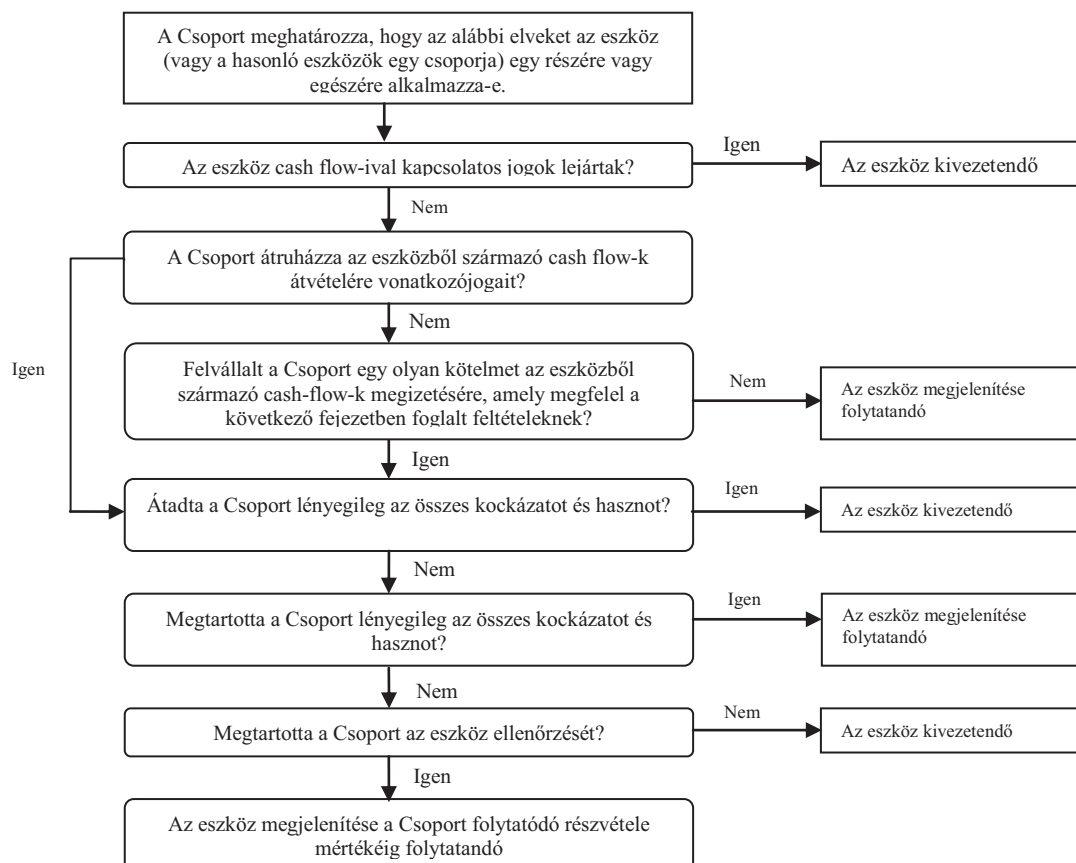 A Csoport meghatározza, hogy az alábbi elveket az eszköz
(vagy a hasonló eszközök egy csoporja) egy részére vagy
egészére alkalmazza-e.
Igen
Az eszköz cash flow-ival kapcsolatos jogok lejártak?
Az eszköz kivezetendő
Nem
A Csoport átruházza az eszközből származó cash flow-k
átvételére vonatkozójogait?
Nem
Igen
Felvállalt a Csoport egy olyan kötelmet az eszközből
származó cash-flow-k megizetésére, amely megfelel a
következő fejezetben foglalt feltételeknek?
Nem
Az eszköz megjelenítése
folytatandó
Igen
Átadta a Csoport lényegileg az összes kockázatot és hasznot?
Igen
Az eszköz kivezetendő
Nem
Megtartotta a Csoport lényegileg az összes kockázatot és
hasznot?
Igen
Az eszköz megjelenítése
folytatandó
Nem
Megtartotta a Csoport az eszköz ellenőrzését?
Nem
Az eszköz kivezetendő
Igen
Az eszköz megjelenítése a Csoport folytatódó részvétele
mértékéig folytatandó